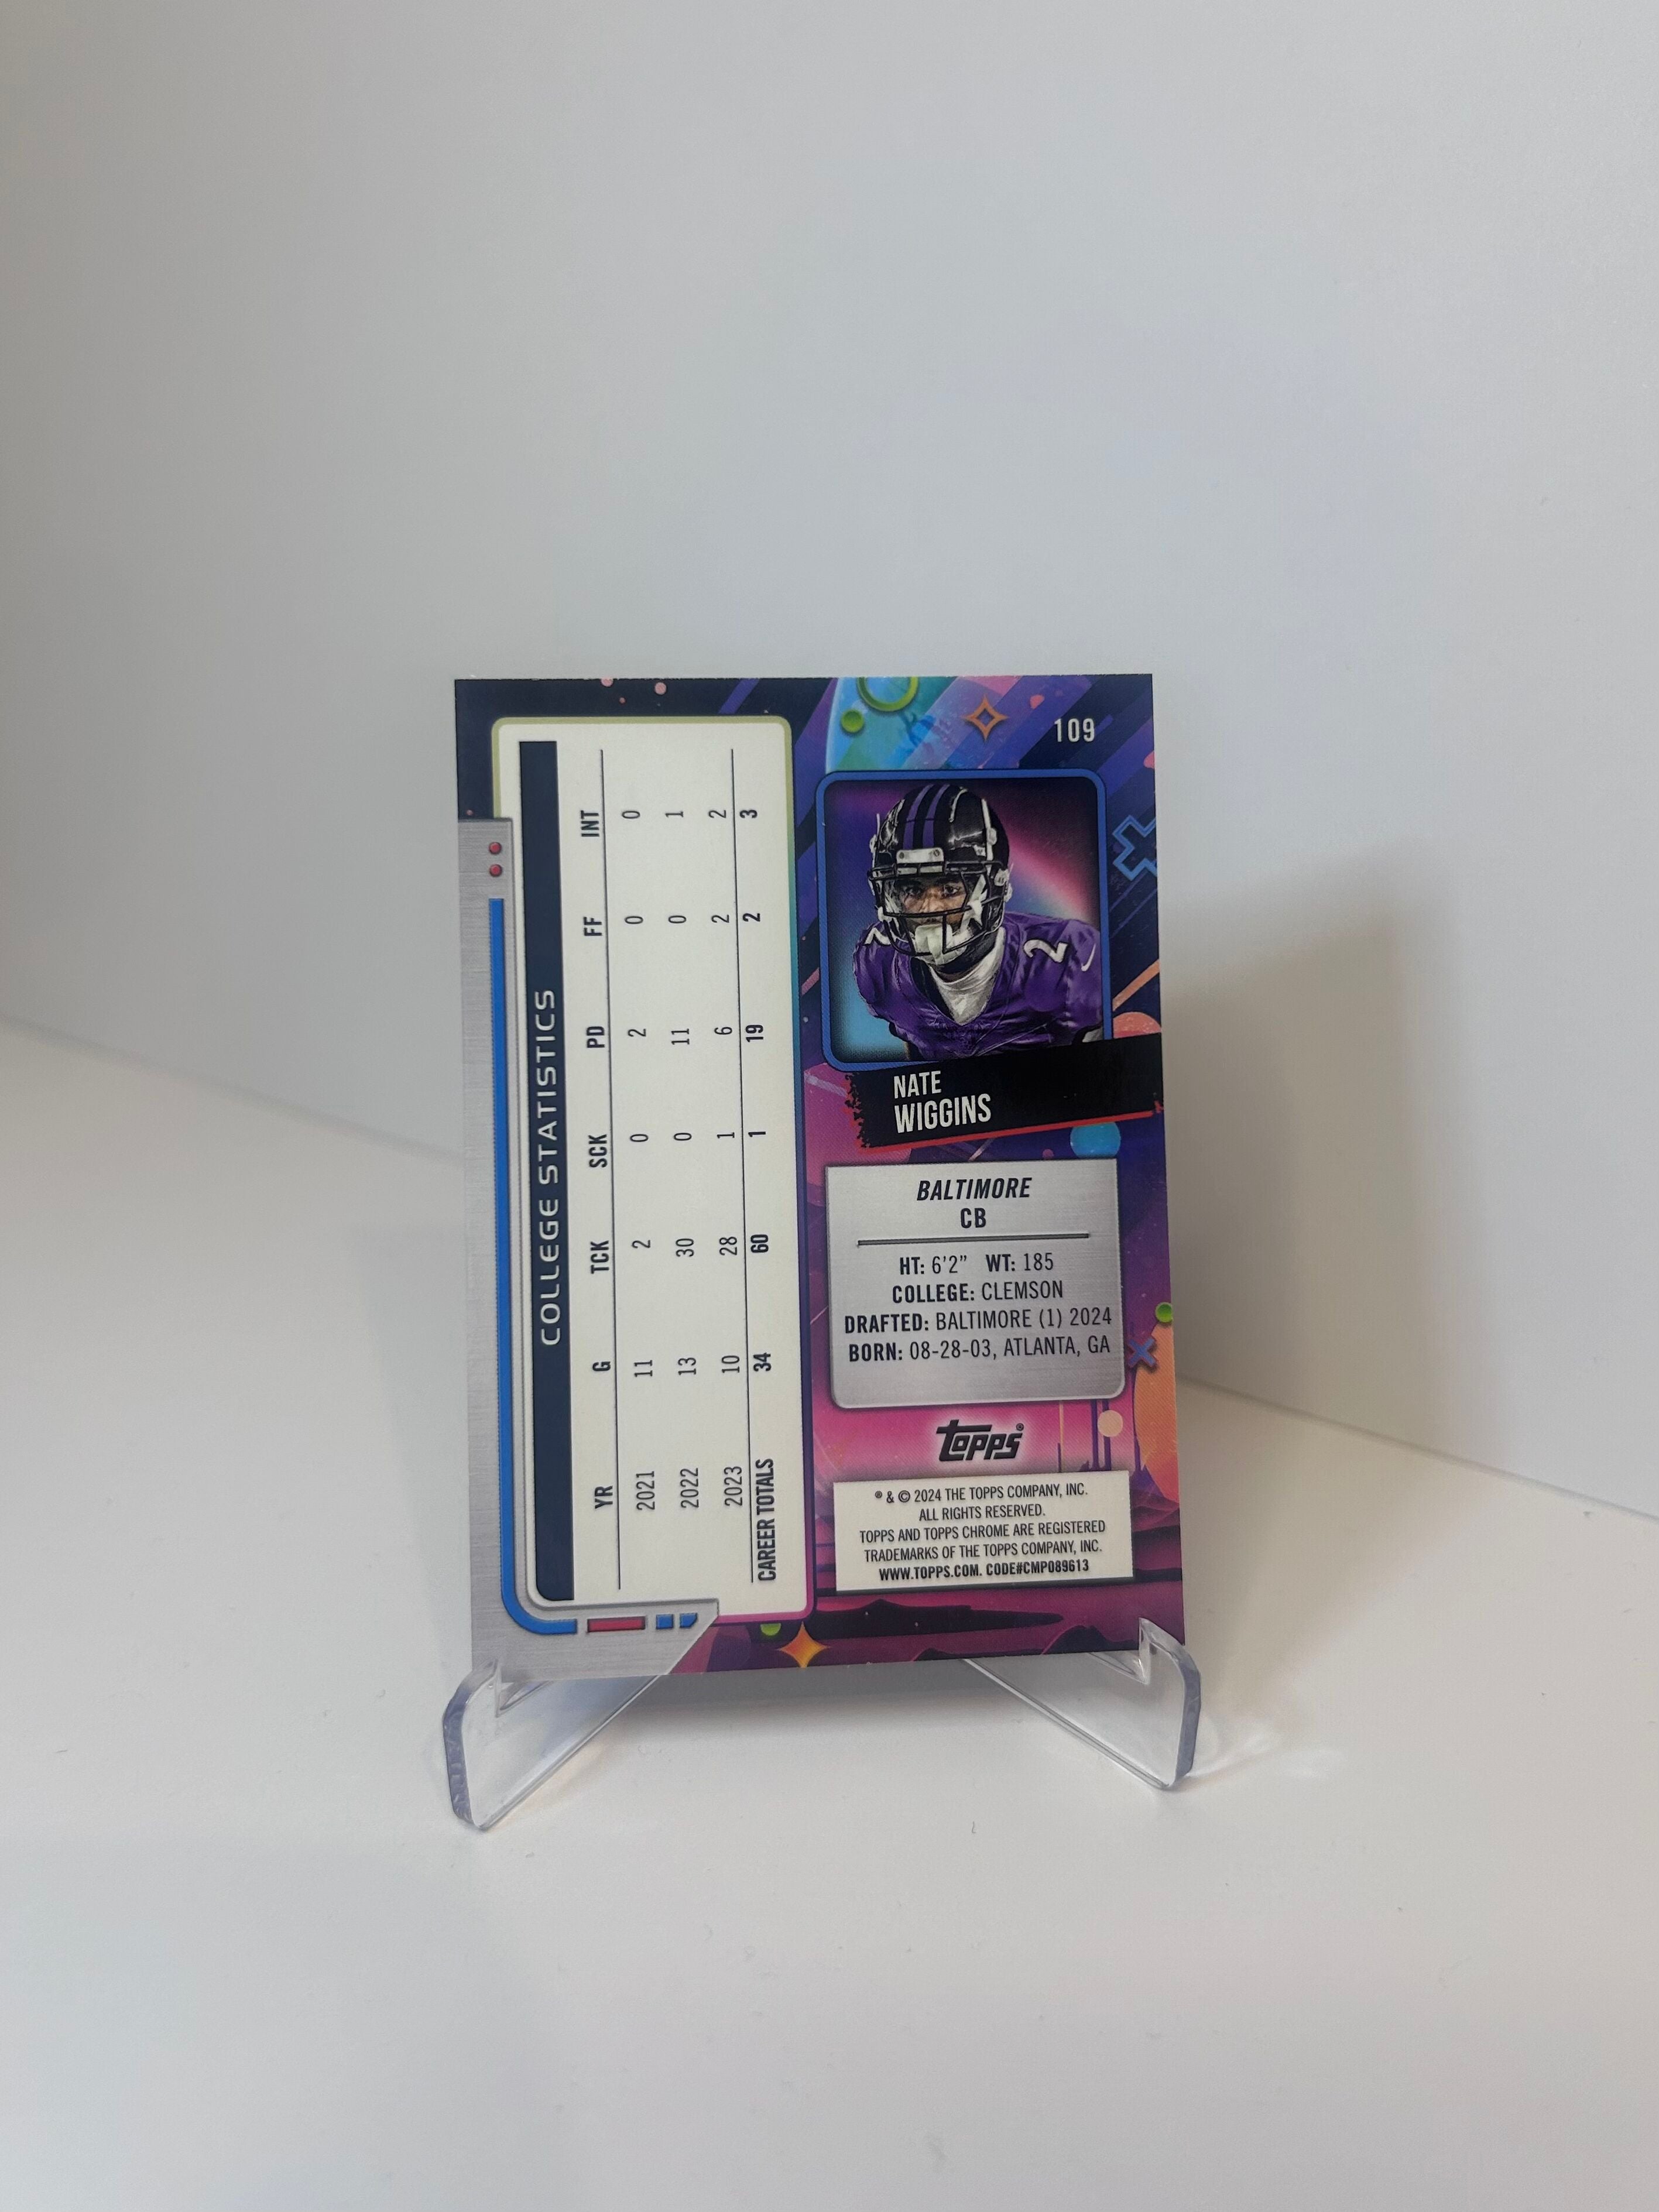 COLLEGE STATISTICS
YR G TCK SCK PD FF INT
2021 11 2 0 2 0 0
2022 13 30 0 11 0 1
2023 10 28 1 6 2 2
CAREER TOTALS 34 60 1 19 2 3
109
2
NATE
WIGGINS
BALTIMORE
CB
HT: 6'2" WT: 185
COLLEGE: CLEMSON
DRAFTED: BALTIMORE (1) 2024
BORN: 08-28-03, ATLANTA, GA
topps®
® & © 2024 THE TOPPS COMPANY, INC.
ALL RIGHTS RESERVED.
TOPPS AND TOPPS CHROME ARE REGISTERED
TRADEMARKS OF THE TOPPS COMPANY, INC.
WWW.TOPPS.COM. CODE#CMP089613